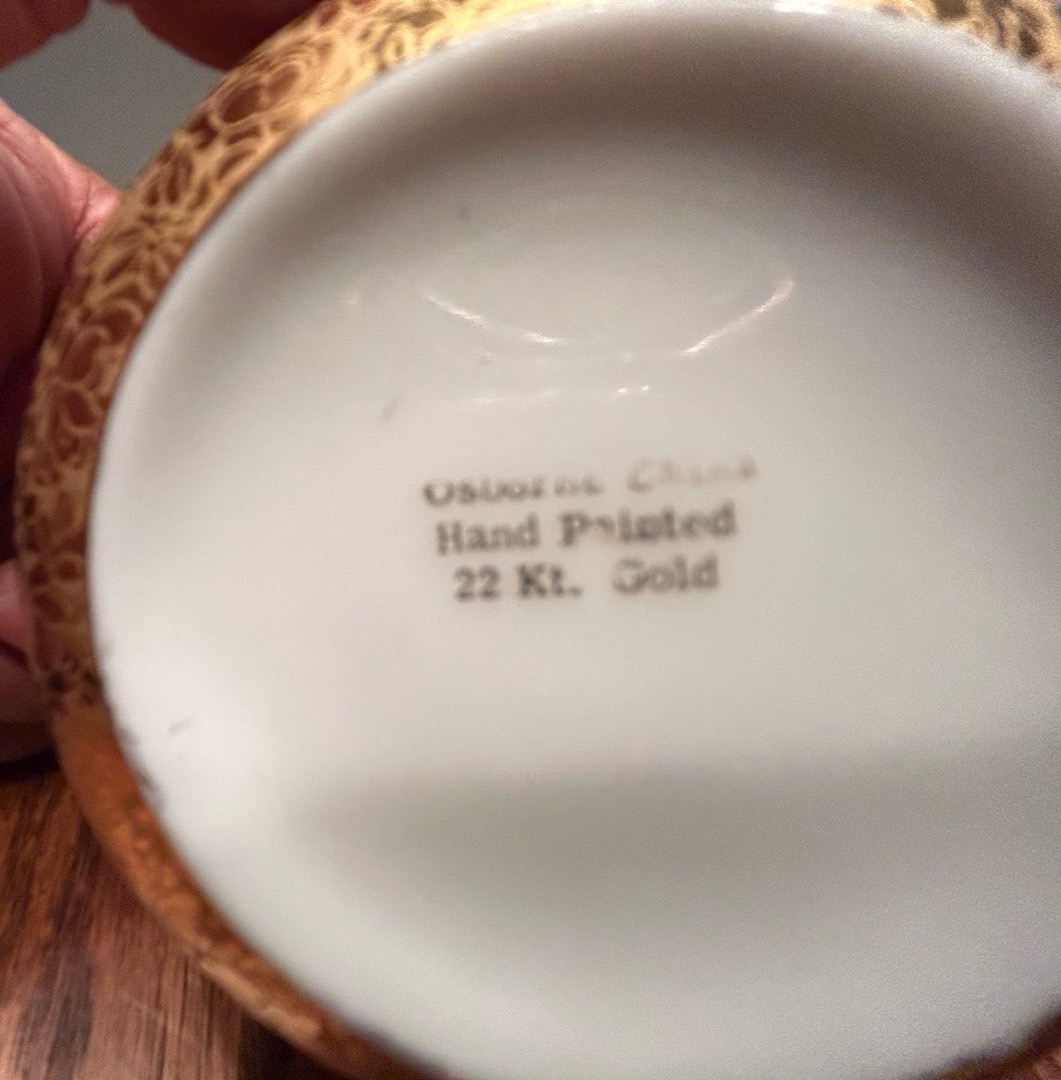 Osborne China
Hand Painted
22 Kt. Gold